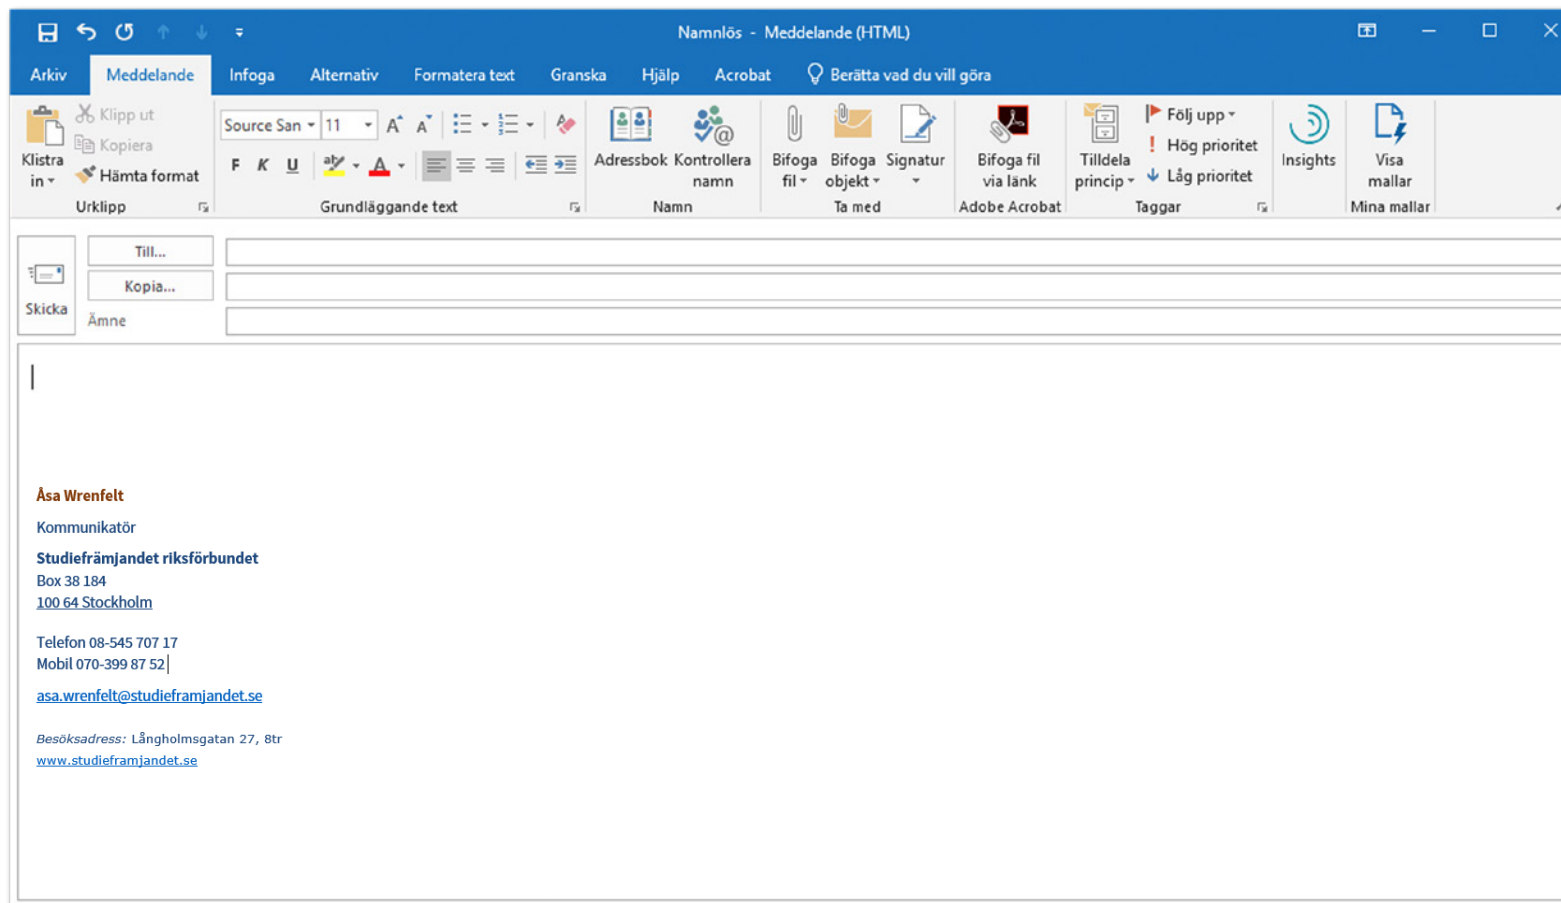 Namnlös - Meddelande (HTML)
Arkiv Meddelande Infoga Alternativ Formatera text Granska Hjälp Acrobat Berätta vad du vill göra
Klistra in
Klipp ut
Kopiera
Hämta format
Urklipp
Source San 11
F K U
Grundläggande text
Adressbok Kontrollera namn
Namn
Bifoga fil
Bifoga objekt
Signatur
Ta med
Bifoga fil via länk
Adobe Acrobat
Tilldela princip
Följ upp
Hög prioritet
Låg prioritet
Taggar
Insights
Visa mallar
Mina mallar
Skicka
Till...
Kopia...
Ämne
Åsa Wrenfelt
Kommunikatör
Studiefrämjandet riksförbundet
Box 38 184
100 64 Stockholm
Telefon 08-545 707 17
Mobil 070-399 87 52
asa.wrenfelt@studieframjandet.se
Besöksadress: Långholmsgatan 27, 8tr
www.studieframjandet.se